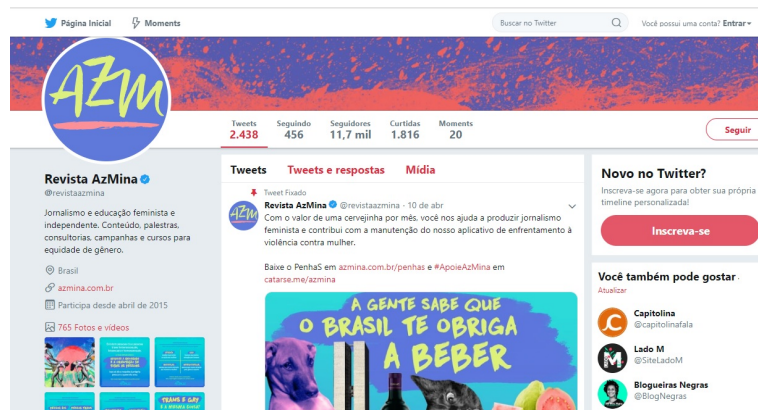 Página Inicial
Moments
Buscar no Twitter
Você possui uma conta? Entrar
AZM
Tweets
2.438
Seguindo
456
Seguidores
11,7 mil
Curtidas
1.816
Moments
20
Seguir
Revista AzMina
@revistaazmina
Jornalismo e educação feminista e
independente. Conteúdo, palestras,
consultorias, campanhas e cursos para
equidade de gênero.
Brasil
azmina.com.br
Participa desde abril de 2015
765 Fotos e vídeos
TRANS E GAY
Tweets
Tweets e respostas
Mídia
Tweet Fixado
AZM
Revista AzMina @revistaazmina · 10 de abr
Com o valor de uma cervejinha por mês, você nos ajuda a produzir jornalismo
feminista e contribui com a manutenção do nosso aplicativo de enfrentamento à
violência contra mulher.
Baixe o PenhaS em azmina.com.br/penhas e #ApoieAzMina em
catarse.me/azmina
A GENTE SABE QUE
O BRASIL TE OBRIGA
A BEBER
Novo no Twitter?
Inscreva-se agora para obter sua própria
timeline personalizada!
Inscreva-se
Você também pode gostar
Atualizar
Capitolina
@capitolinafala
Lado M
@SiteLadoM
Blogueiras Negras
@BlogNegras